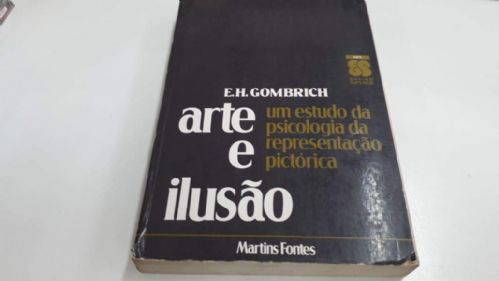 E.H. GOMBRICH
arte
e
ilusão
um estudo da
psicologia da
representação
pictórica
Martins Fontes